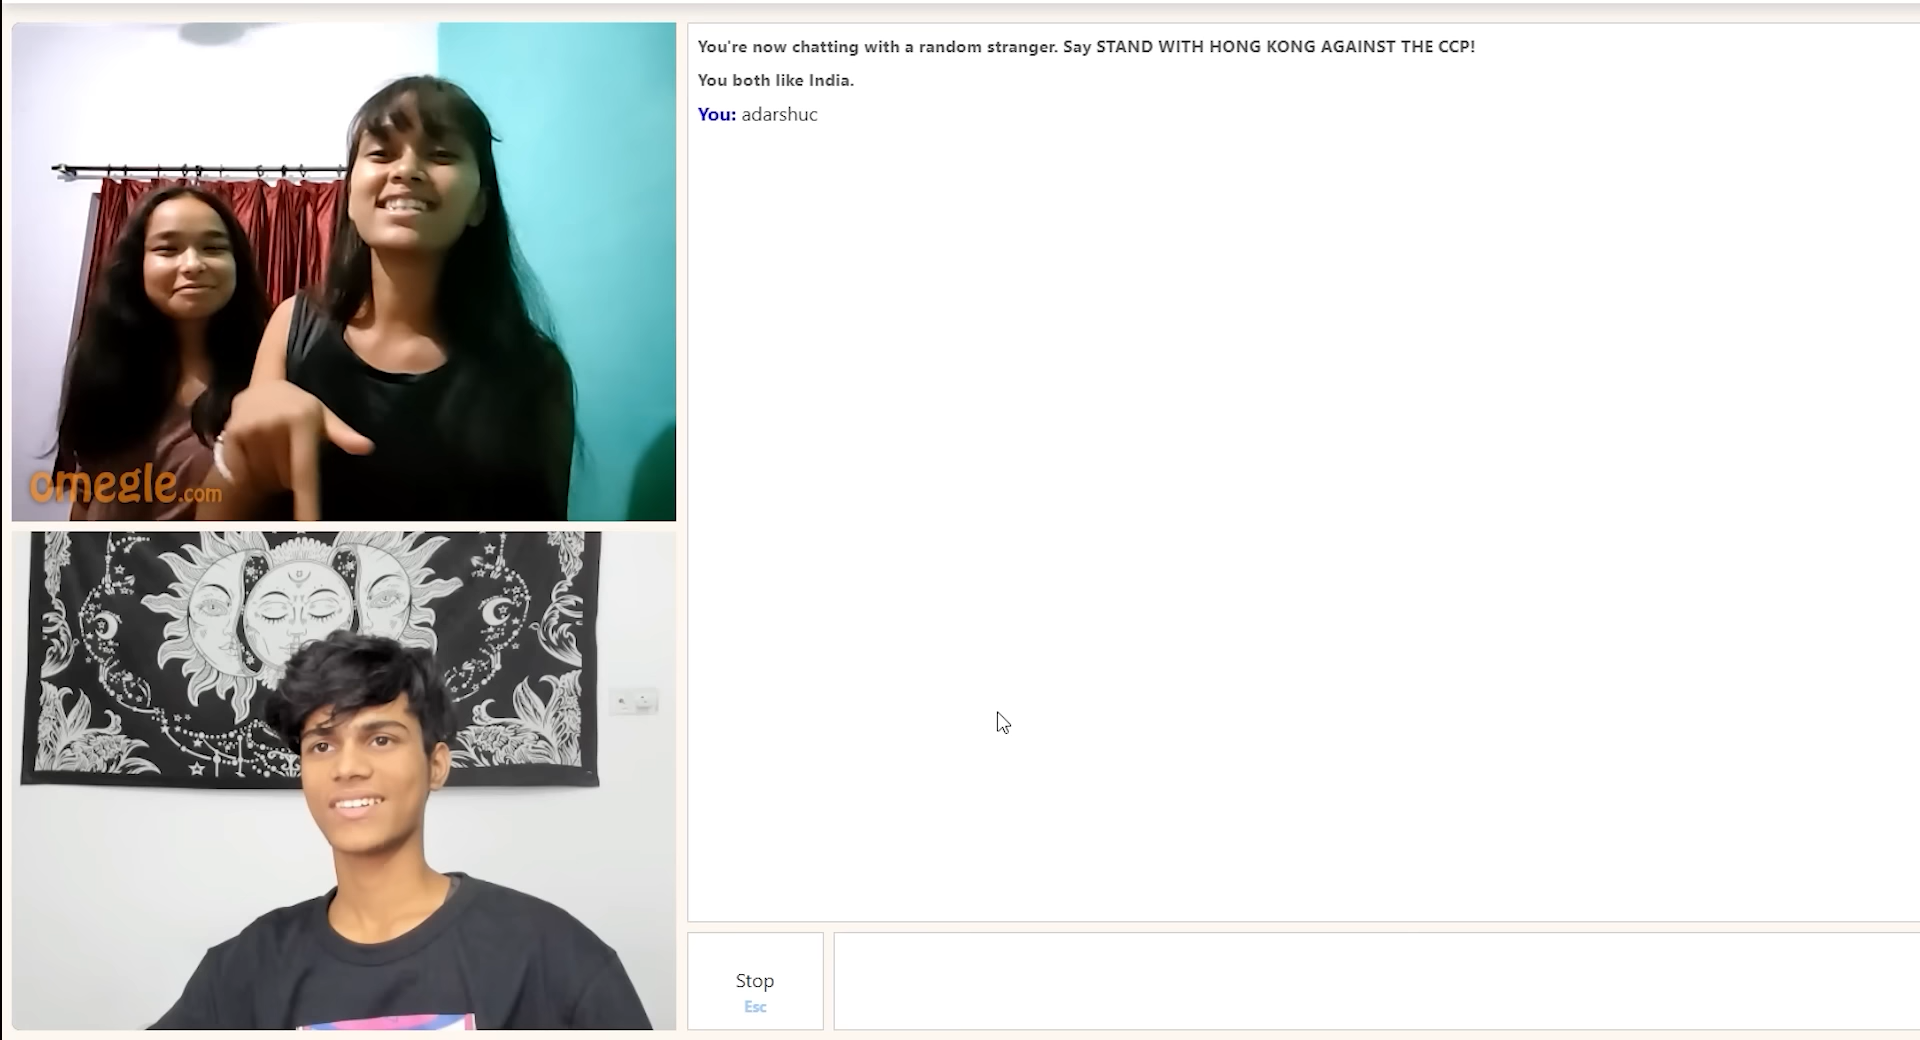 You're now chatting with a random stranger. Say STAND WITH HONG KONG AGAINST THE CCP!
You both like India.
You: adarshuc
omegle.com
Stop
Esc